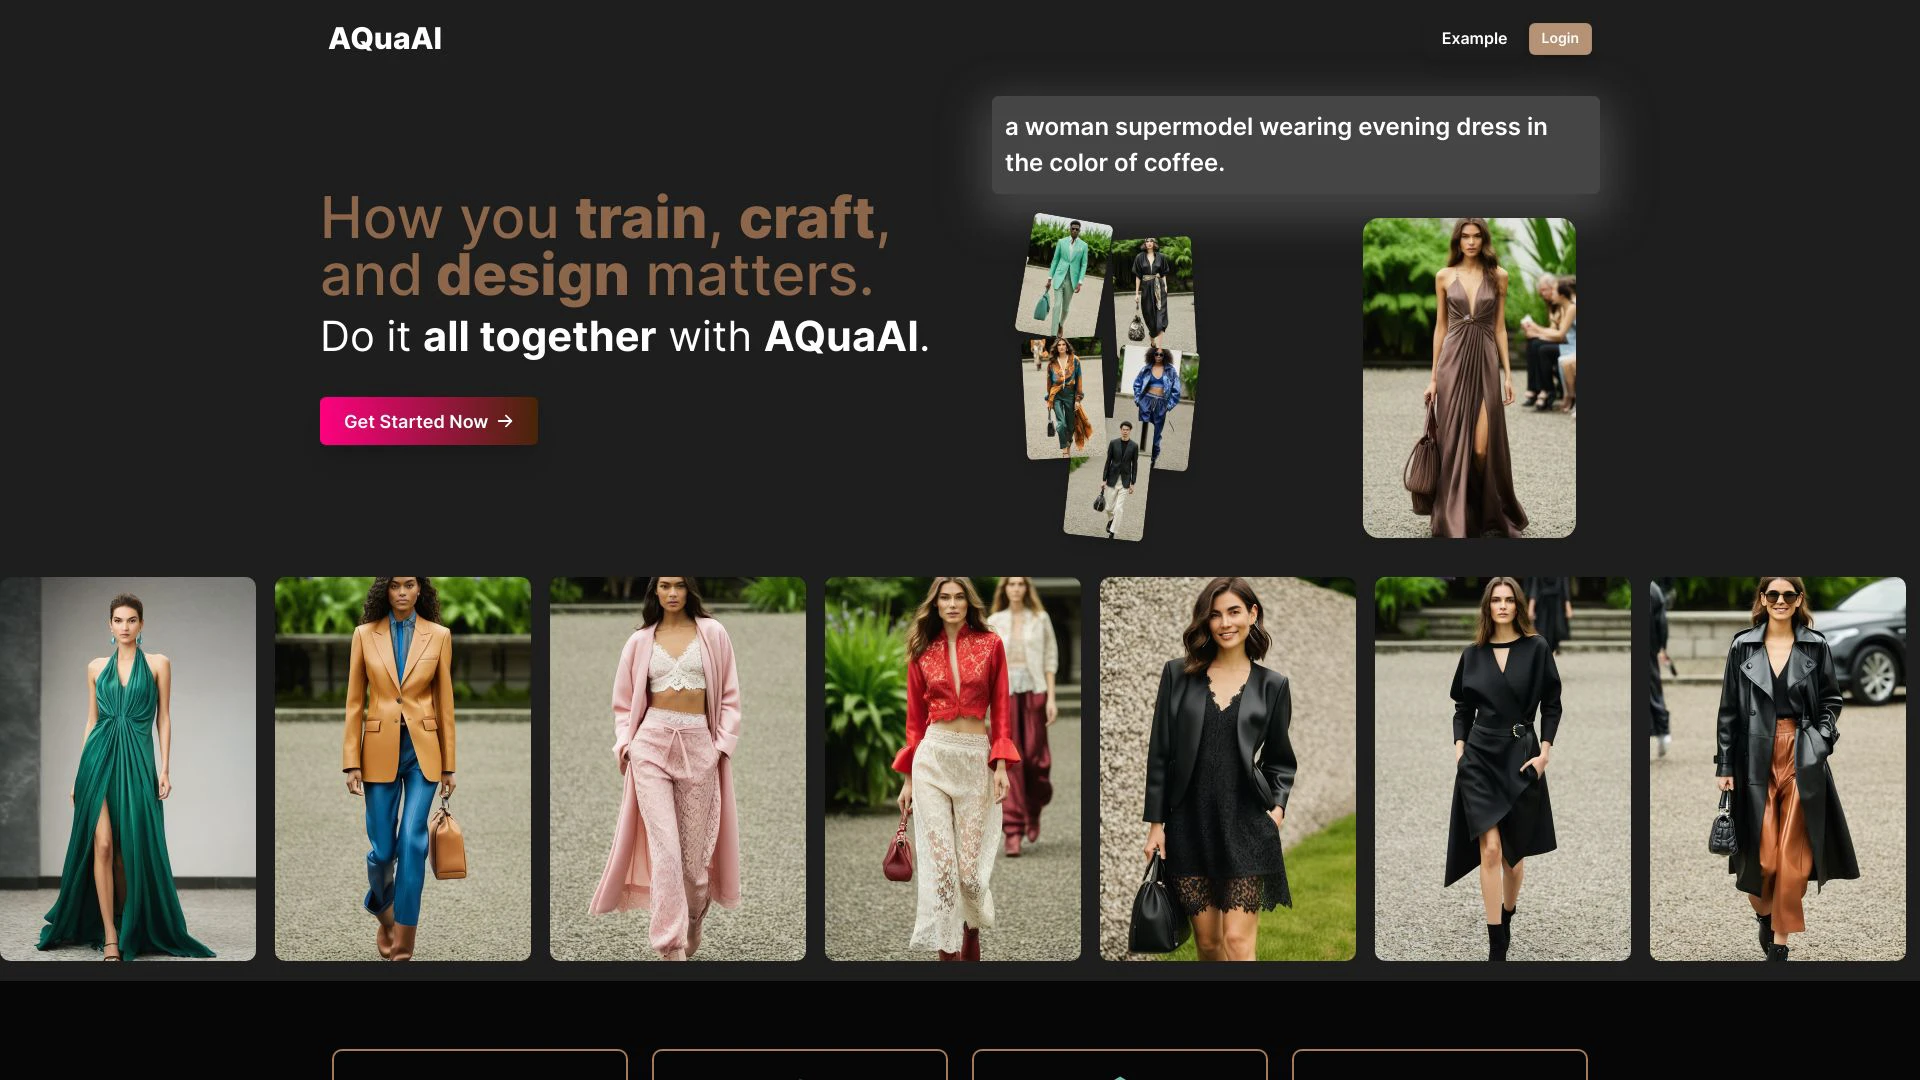 AQuaAI
Example
Login
a woman supermodel wearing evening dress in
the color of coffee.
How you train, craft,
and design matters.
Do it all together with AQuaAI.
Get Started Now →